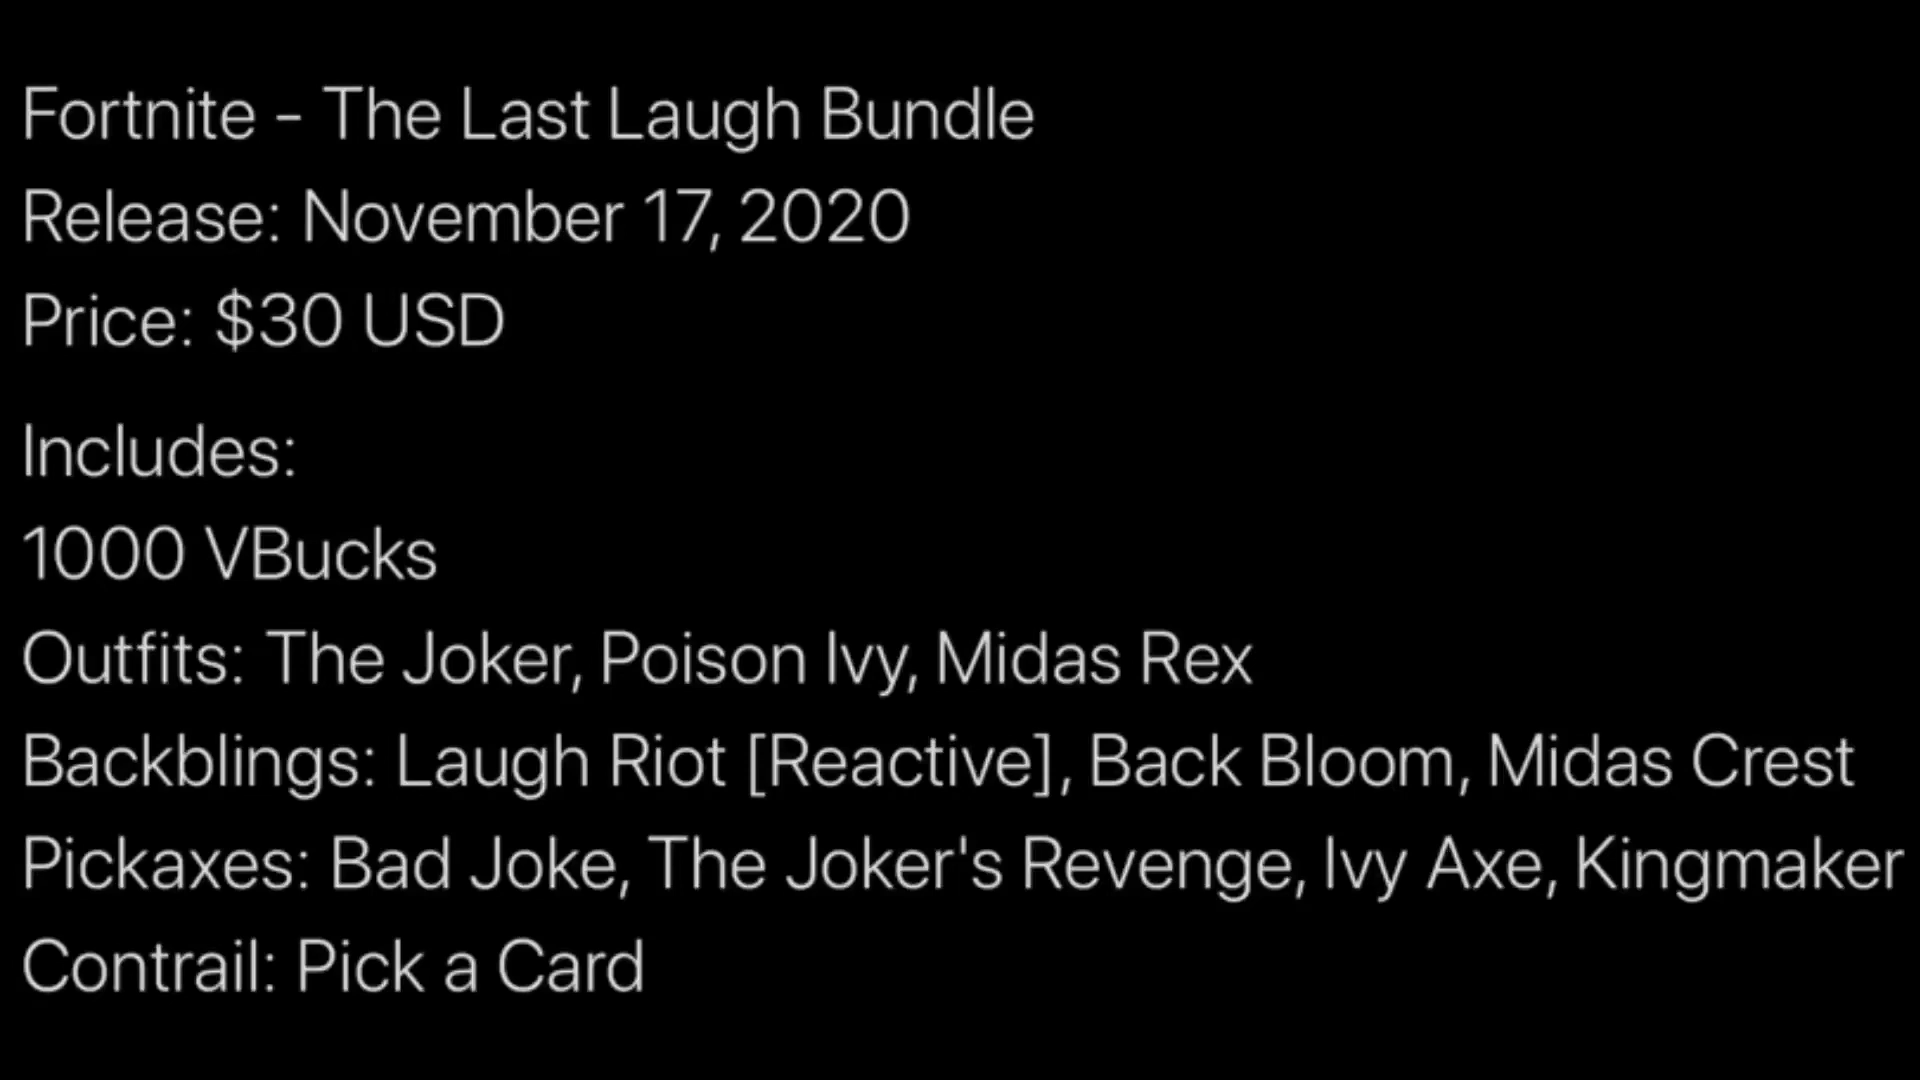 Fortnite - The Last Laugh Bundle
Release: November 17, 2020
Price: $30 USD
Includes:
1000 VBucks
Outfits: The Joker, Poison Ivy, Midas Rex
Backblings: Laugh Riot [Reactive], Back Bloom, Midas Crest
Pickaxes: Bad Joke, The Joker's Revenge, Ivy Axe, Kingmaker
Contrail: Pick a Card